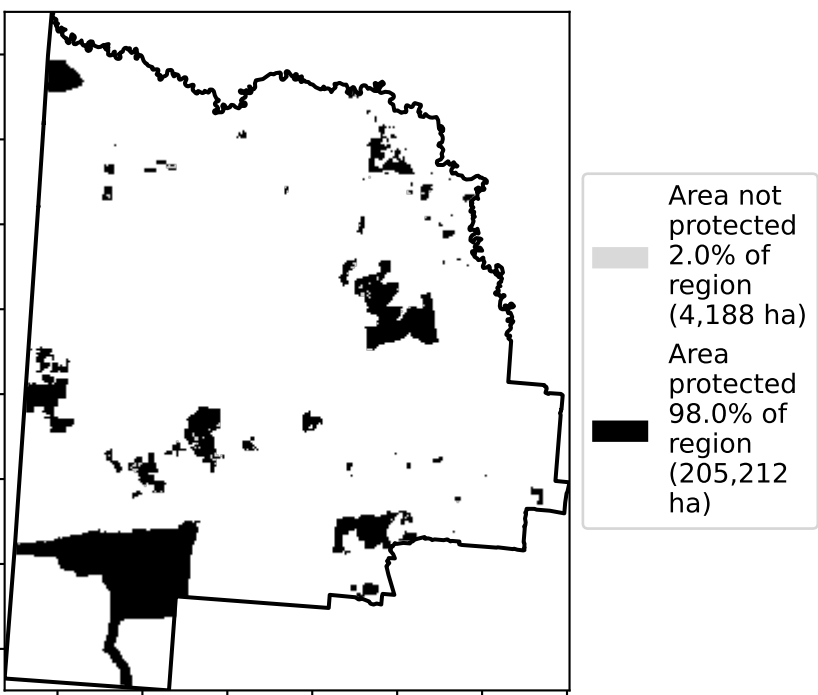 Area not
protected
2.0% of
region
(4,188 ha)
Area
protected
98.0% of
region
(205,212
ha)